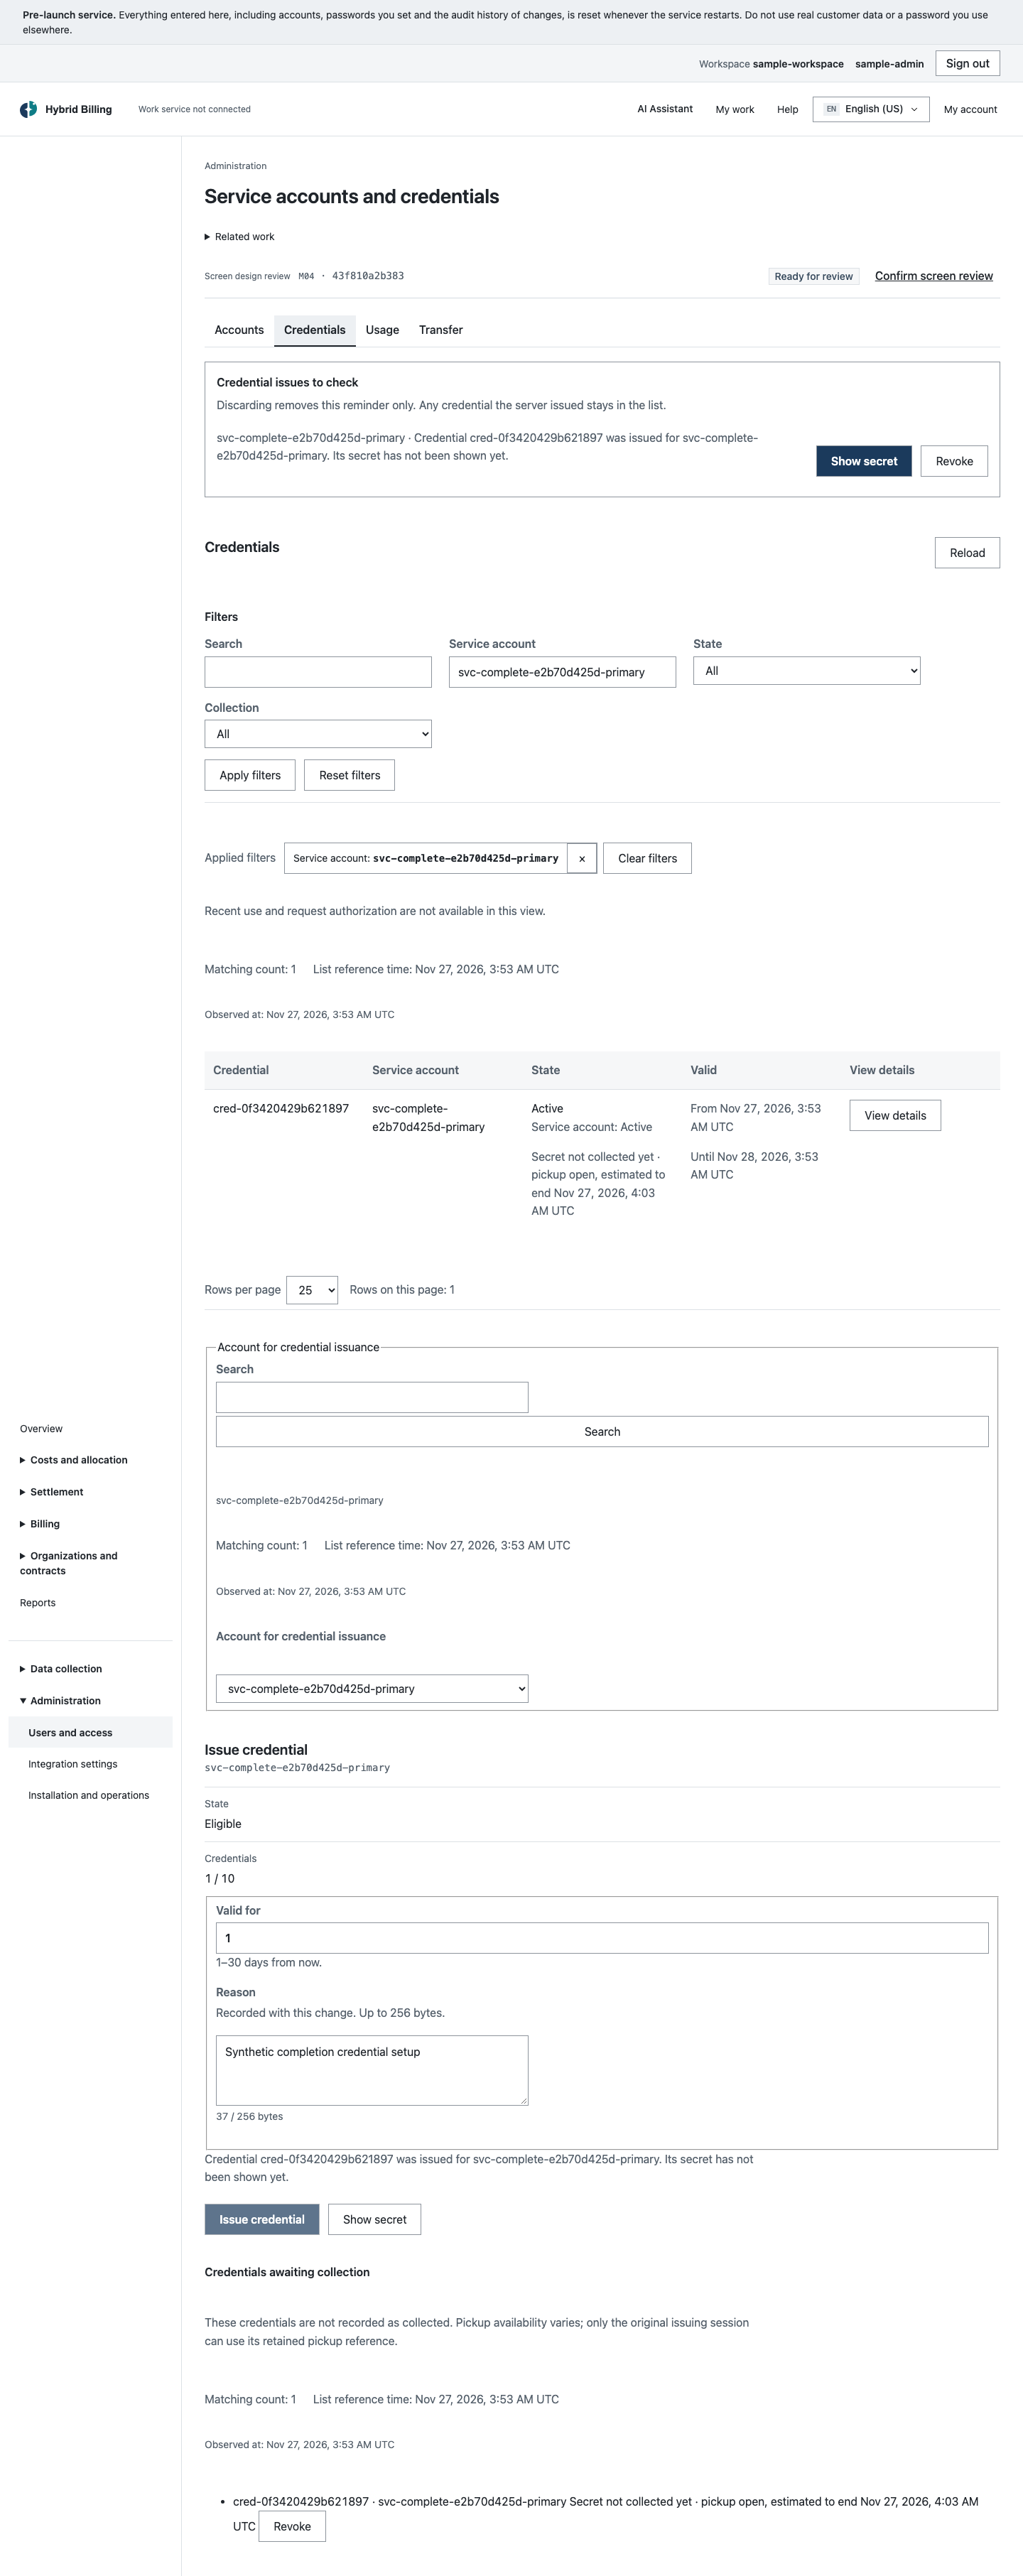 Pre-launch service. Everything entered here, including accounts, passwords you set and the audit history of changes, is reset whenever the service restarts. Do not use real customer data or a password you use
elsewhere.
Workspace sample-workspace sample-admin Sign out
Hybrid Billing Work service not connected AI Assistant My work Help EN English (US) My account
Administration
Service accounts and credentials
Related work
Screen design review M04 · 43f810a2b383 Ready for review Confirm screen review
Accounts Credentials Usage Transfer
Credential issues to check
Discarding removes this reminder only. Any credential the server issued stays in the list.
svc-complete-e2b70d425d-primary · Credential cred-0f3420429b621897 was issued for svc-complete-
e2b70d425d-primary. Its secret has not been shown yet.
Show secret Revoke
Credentials
Reload
Filters
Search Service account State
svc-complete-e2b70d425d-primary All
Collection
All
Apply filters Reset filters
Applied filters Service account: svc-complete-e2b70d425d-primary × Clear filters
Recent use and request authorization are not available in this view.
Matching count: 1 List reference time: Nov 27, 2026, 3:53 AM UTC
Observed at: Nov 27, 2026, 3:53 AM UTC
Credential Service account State Valid View details
cred-0f3420429b621897 svc-complete- Active From Nov 27, 2026, 3:53 View details
e2b70d425d-primary Service account: Active AM UTC
Secret not collected yet · Until Nov 28, 2026, 3:53
pickup open, estimated to AM UTC
end Nov 27, 2026, 4:03
AM UTC
Rows per page 25 Rows on this page: 1
Account for credential issuance
Search
Search
svc-complete-e2b70d425d-primary
Matching count: 1 List reference time: Nov 27, 2026, 3:53 AM UTC
Observed at: Nov 27, 2026, 3:53 AM UTC
Account for credential issuance
svc-complete-e2b70d425d-primary
Overview
Costs and allocation
Settlement
Billing
Organizations and
contracts
Reports
Data collection
Administration
Users and access
Integration settings
Installation and operations
Issue credential
svc-complete-e2b70d425d-primary
State
Eligible
Credentials
1 / 10
Valid for
1
1–30 days from now.
Reason
Recorded with this change. Up to 256 bytes.
Synthetic completion credential setup
37 / 256 bytes
Credential cred-0f3420429b621897 was issued for svc-complete-e2b70d425d-primary. Its secret has not
been shown yet.
Issue credential Show secret
Credentials awaiting collection
These credentials are not recorded as collected. Pickup availability varies; only the original issuing session
can use its retained pickup reference.
Matching count: 1 List reference time: Nov 27, 2026, 3:53 AM UTC
Observed at: Nov 27, 2026, 3:53 AM UTC
• cred-0f3420429b621897 · svc-complete-e2b70d425d-primary Secret not collected yet · pickup open, estimated to end Nov 27, 2026, 4:03 AM
UTC Revoke